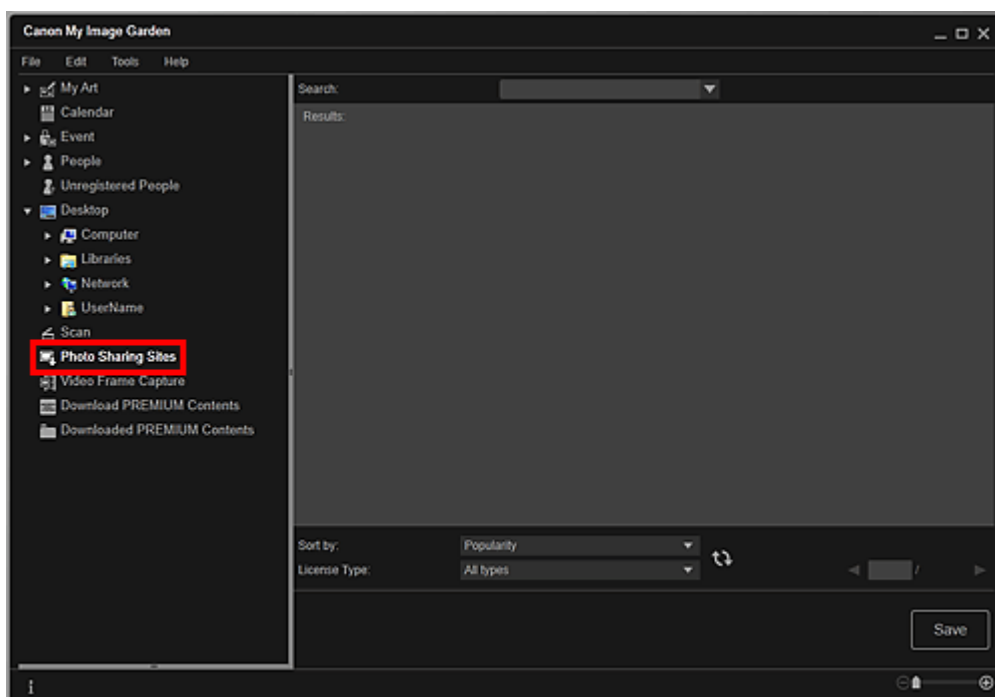 Canon My Image Garden
File Edit Tools Help
My Art
Calendar
Event
People
Unregistered People
Desktop
Computer
Libraries
Network
UserName
Scan
Photo Sharing Sites
Video Frame Capture
Download PREMIUM Contents
Downloaded PREMIUM Contents
Search:
Results:
Sort by: Popularity
License Type: All types
/
Save